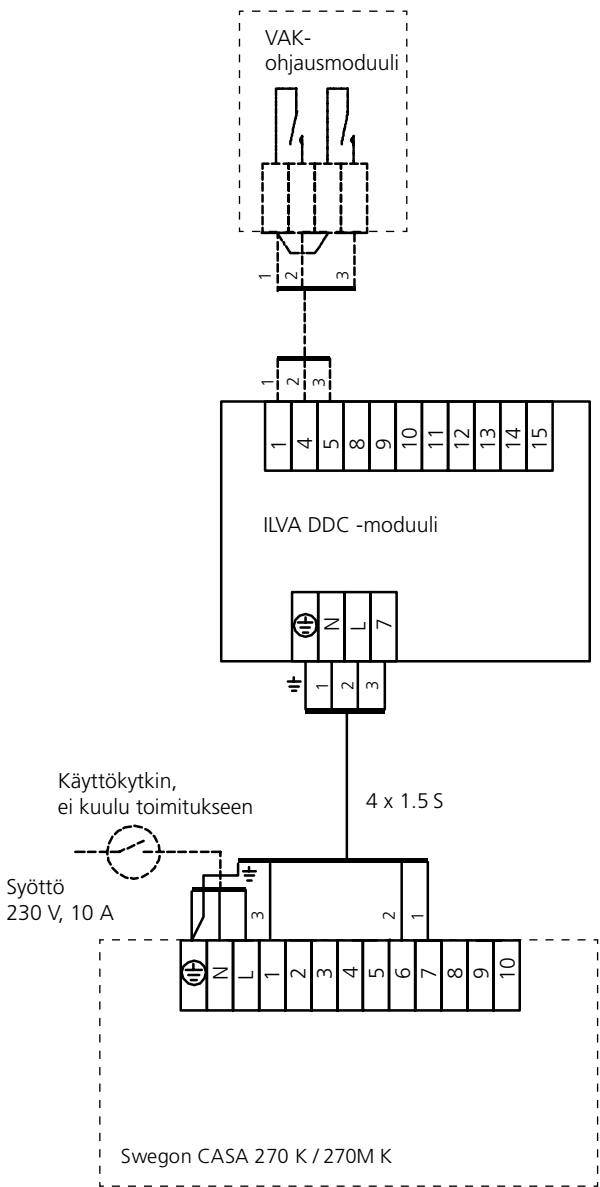 VAK-
ohjausmoduuli
1 2 3
1 2 3
1 4 5 8 9 10 11 12 13 14 15
ILVA DDC -moduuli
N L 7
1 2 3
Käyttökytkin,
ei kuulu toimitukseen
4 x 1.5 S
Syöttö
230 V, 10 A
3 2 1
N L 1 2 3 4 5 6 7 8 9 10
Swegon CASA 270 K / 270M K